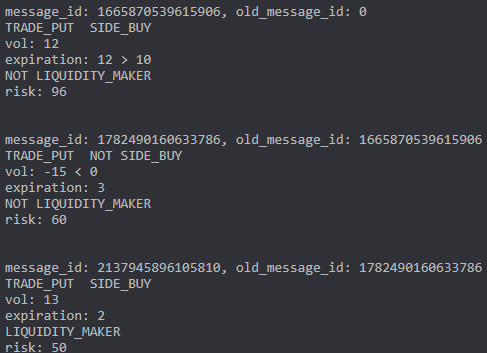 message_id: 1665870539615906, old_message_id: 0
TRADE_PUT  SIDE_BUY
vol: 12
expiration: 12 > 10
NOT LIQUIDITY_MAKER
risk: 96
message_id: 1782490160633786, old_message_id: 1665870539615906
TRADE_PUT  NOT SIDE_BUY
vol: -15 < 0
expiration: 3
NOT LIQUIDITY_MAKER
risk: 60
message_id: 2137945896105810, old_message_id: 1782490160633786
TRADE_PUT  SIDE_BUY
vol: 13
expiration: 2
LIQUIDITY_MAKER
risk: 50